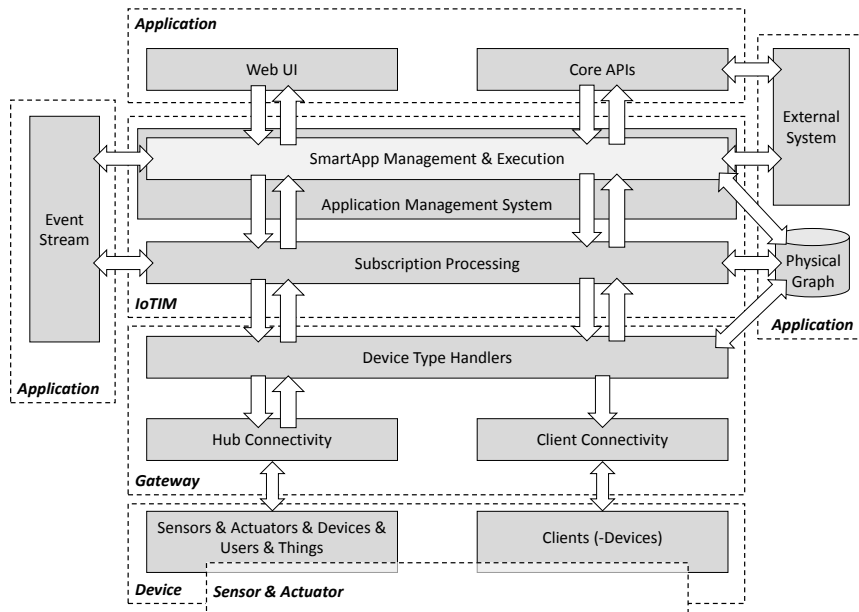 Application
Web UI
Core APIs
External
System
SmartApp Management & Execution
Application Management System
Event
Stream
Subscription Processing
Physical
Graph
IoTIM
Application
Device Type Handlers
Application
Hub Connectivity
Client Connectivity
Gateway
Sensors & Actuators & Devices &
Users & Things
Clients (-Devices)
Device
Sensor & Actuator